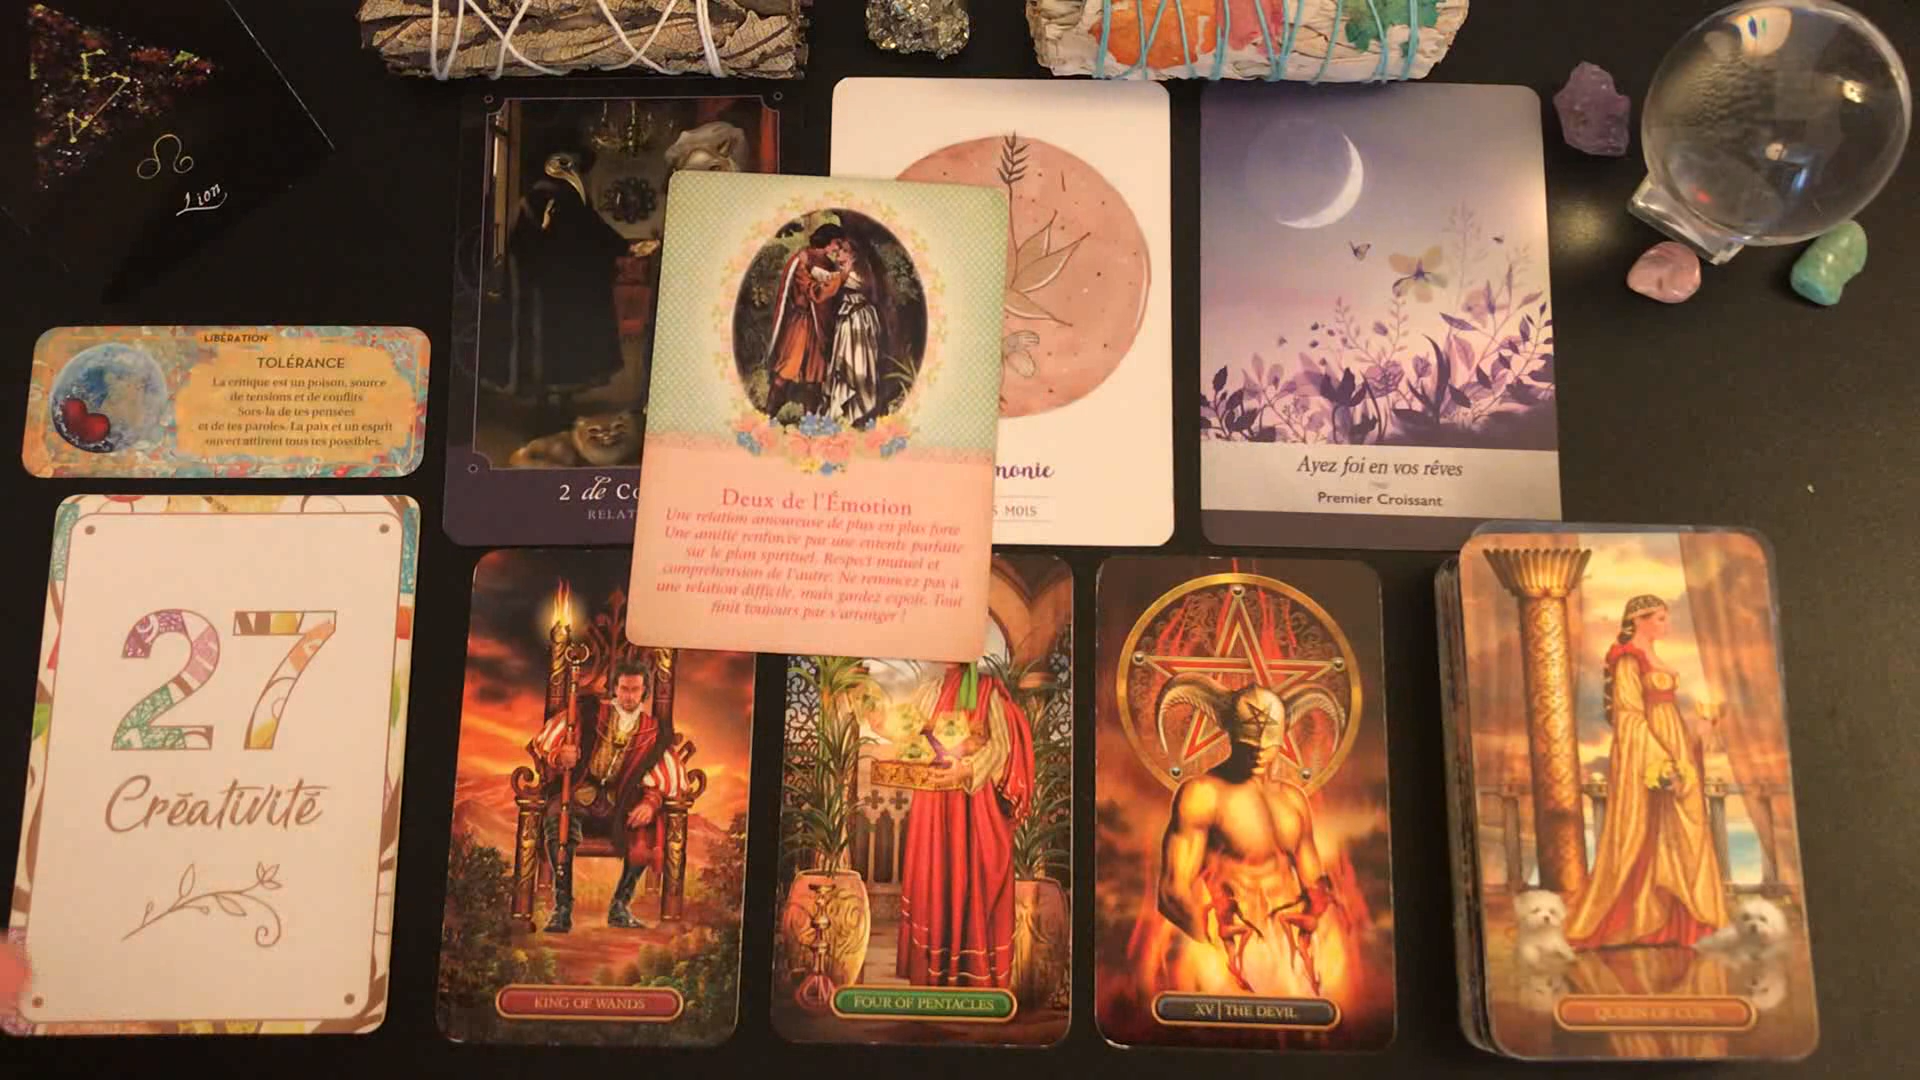 Lion
LIBÉRATION
TOLÉRANCE
La critique est un poison, source
de tensions et de conflits
Sors-la de tes pensées
et de tes paroles. La paix et un esprit
ouvert attirent tous tes possibles.
27
Créativité
2 de Co
RELAT
Deux de l'Émotion
Une relation amoureuse de plus en plus forte
Une amitié renforcée par une entente parfaite
sur le plan spirituel. Respect mutuel et
compréhension de l'autre. Ne renoncez pas à
une relation difficile, mais gardez espoir. Tout
finit toujours par s'arranger !
monie
S MOIS
Ayez foi en vos rêves
Premier Croissant
KING OF WANDS
FOUR OF PENTACLES
XV | THE DEVIL
QUEEN OF CUPS